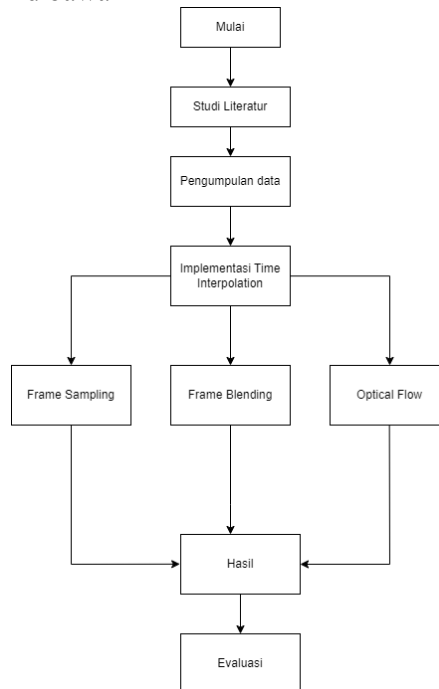 Mulai
Studi Literatur
Pengumpulan data
Implementasi Time
Interpolation
Frame Sampling
Frame Blending
Optical Flow
Hasil
Evaluasi